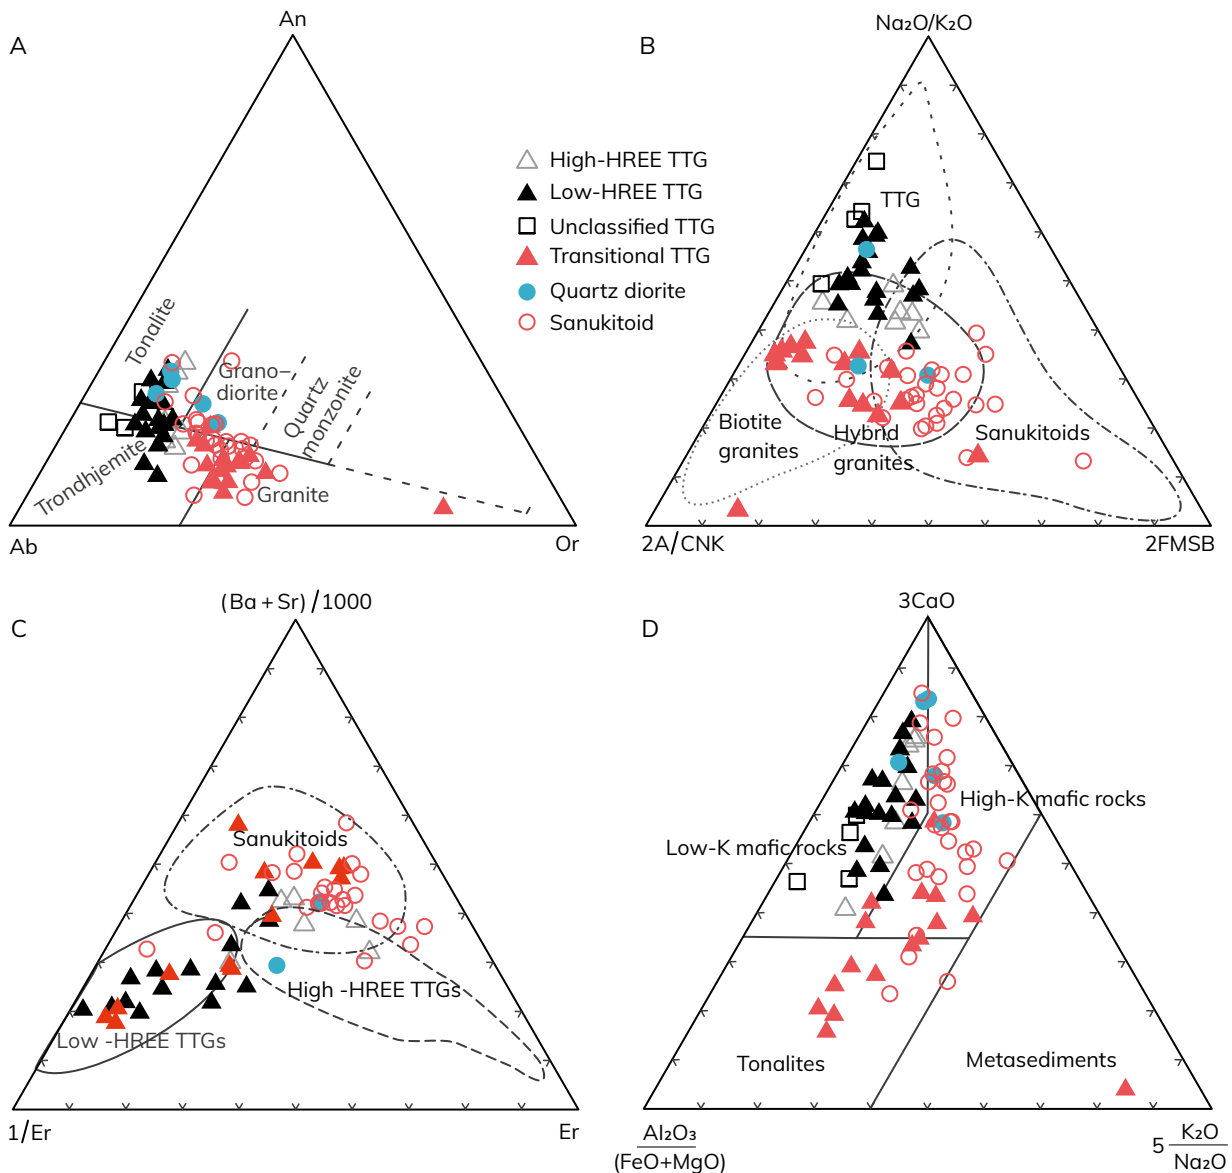 A
An
Tonalite
Grano–
diorite
Quartz
monzonite
Trondhjemite
Granite
Ab
Or
High-HREE TTG
Low-HREE TTG
Unclassified TTG
Transitional TTG
Quartz diorite
Sanukitoid
B
Na₂O/K₂O
TTG
Biotite
granites
Hybrid
granites
Sanukitoids
2A/CNK
2FMSB
C
(Ba + Sr) / 1000
Sanukitoids
High -HREE TTGs
Low -HREE TTGs
1/Er
Er
D
3CaO
High-K mafic rocks
Low-K mafic rocks
Tonalites
Metasediments
Al₂O₃
(FeO+MgO)
5 K₂O
Na₂O